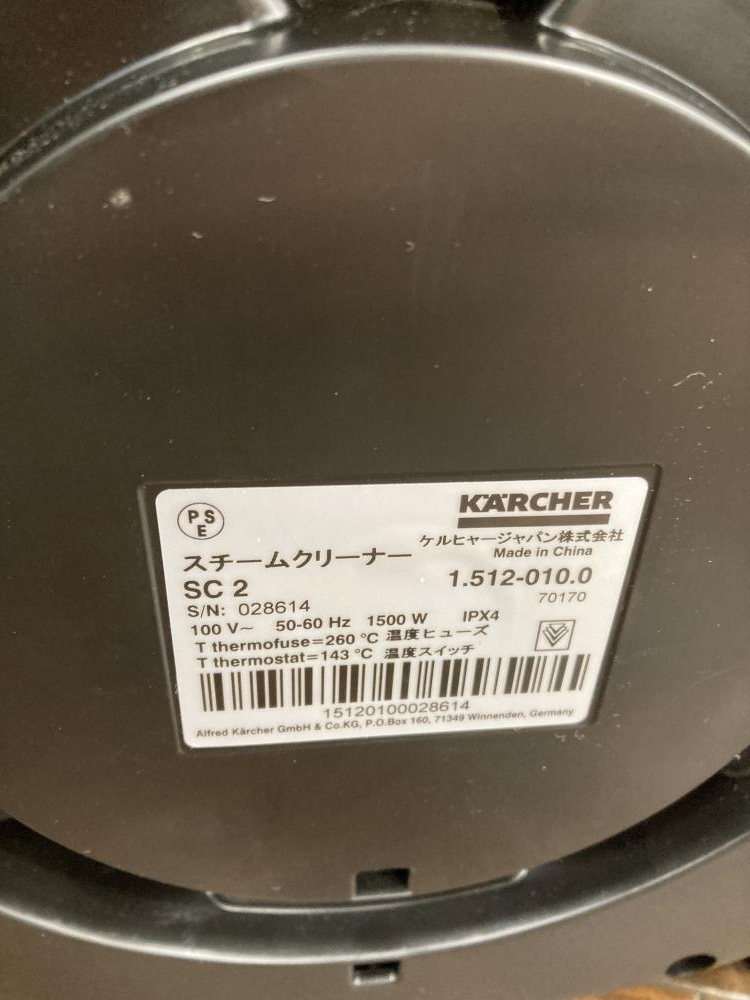 PSE
KÄRCHER
ケルヒャージャパン株式会社
Made in China
スチームクリーナー
SC 2
1.512-010.0
70170
S/N: 028614
100 V~ 50-60 Hz 1500 W IPX4
T thermofuse=260 °C 温度ヒューズ
T thermostat=143 °C 温度スイッチ
15120100028614
Alfred Kärcher GmbH & Co.KG, P.O.Box 160, 71349 Winnenden, Germany